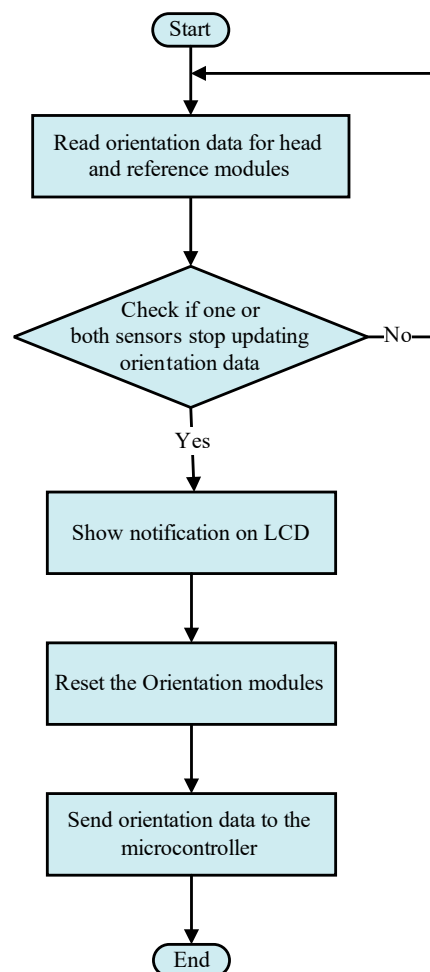 Start
Read orientation data for head
and reference modules
Check if one or
both sensors stop updating
orientation data
No
Yes
Show notification on LCD
Reset the Orientation modules
Send orientation data to the
microcontroller
End